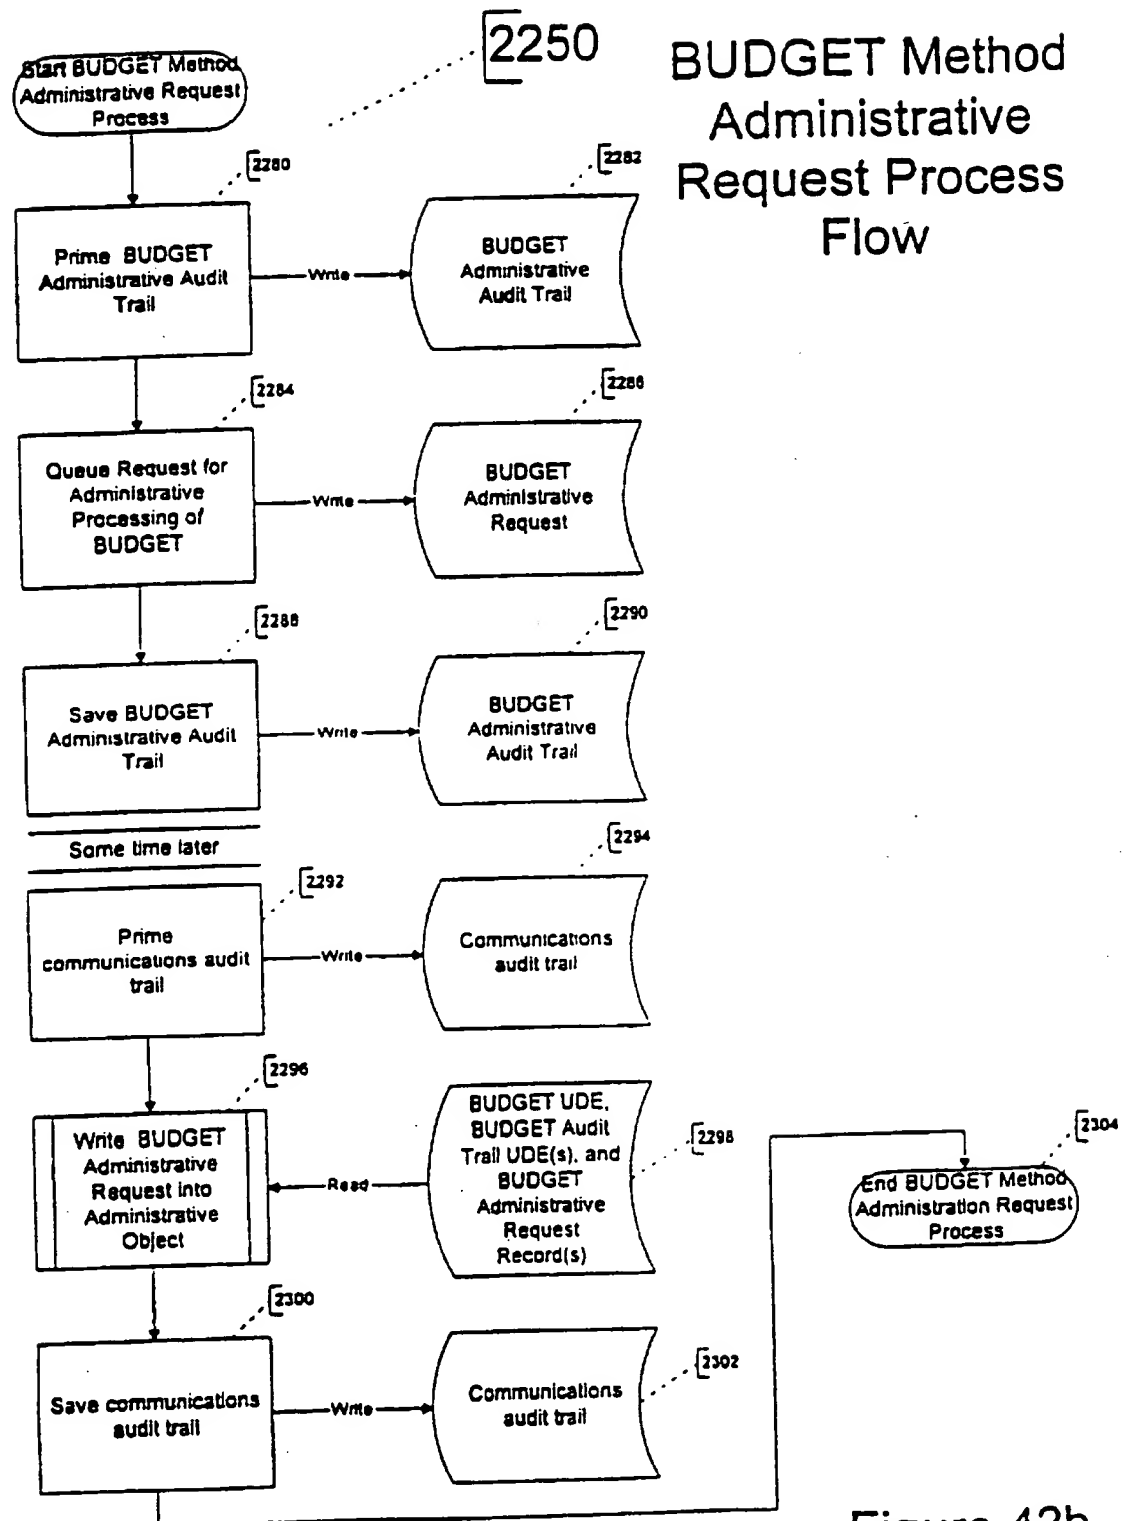 2250
BUDGET Method
Administrative
Request Process
Flow
Start BUDGET Method
Administrative Request
Process
2280
2282
Prime BUDGET
Administrative Audit
Trail
Write
BUDGET
Administrative
Audit Trail
2284
2286
Queue Request for
Administrative
Processing of
BUDGET
Write
BUDGET
Administrative
Request
2288
2290
Save BUDGET
Administrative Audit
Trail
Write
BUDGET
Administrative
Audit Trail
Some time later
2292
2294
Prime
communications audit
trail
Write
Communications
audit trail
2296
2298
Write BUDGET
Administrative
Request into
Administrative
Object
Read
BUDGET UDE,
BUDGET Audit
Trail UDE(s), and
BUDGET
Administrative
Request
Record(s)
2304
End BUDGET Method
Administration Request
Process
2300
2302
Save communications
audit trail
Write
Communications
audit trail
Figure 42b